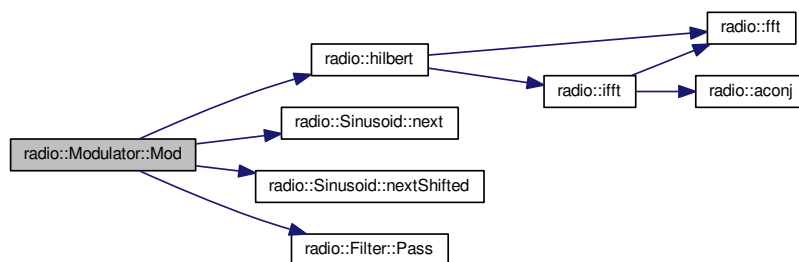 radio::Modulator::Mod
radio::hilbert
radio::Sinusoid::next
radio::Sinusoid::nextShifted
radio::Filter::Pass
radio::ifft
radio::fft
radio::aconj